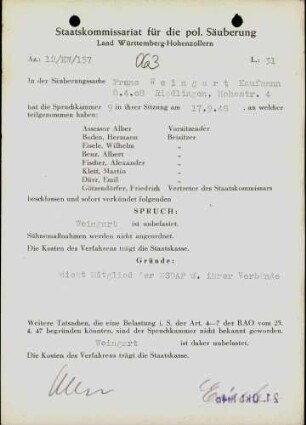 Staatskommissariat für die pol. Säuberung
Land Württemberg-Hohenzollern
Az.: 12/KW/197
063
L.: 31
In der Säuberungssache Franz Weingart Kaufmann
Riedlingen, 4
hat die Spruchkammer 9 in ihrer Sitzung am 17.9.48 , an welcher
teilgenommen haben:
Assessor Alber Vorsitzender
Boden, Hermann Beisitzer
Eisele, Wilhelm „
Benz, Albert „
Fischer, Alexander „
Klett, Martin „
Dürr, Emil „
Götzendörfer, Friedrich Vertreter des Staatskommissars
beschlossen und sofort verkündet folgenden
SPRUCH:
Weingart ist unbelastet.
Sühnemaßnahmen werden nicht angeordnet.
Die Kosten des Verfahrens trägt die Staatskasse.
Gründe:
nicht Mitglied der NSDAP u. ihrer Verbände
Weitere Tatsachen, die eine Belastung i. S. der Art. 4—7 der RAO vom 25.
4. 47 begründen könnten, sind der Spruchkammer nicht bekannt geworden.
Weingart ist daher unbelastet.
Die Kosten des Verfahrens trägt die Staatskasse.